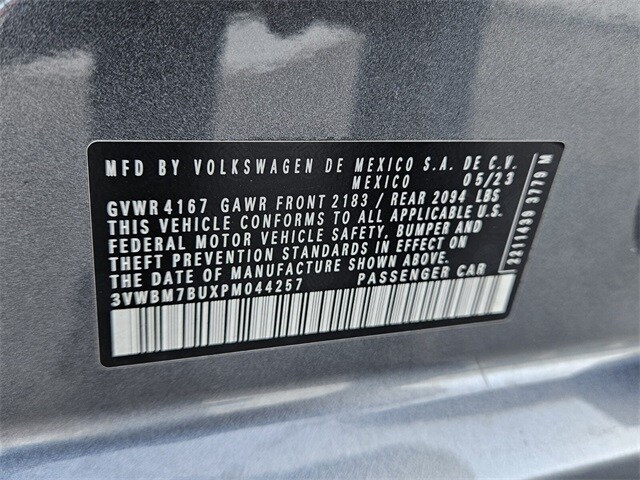 MFD BY VOLKSWAGEN DE MEXICO S.A. DE C.V.
MEXICO 05/23
GVWR 4167 GAWR FRONT 2183 / REAR 2094 LBS
THIS VEHICLE CONFORMS TO ALL APPLICABLE U.S.
FEDERAL MOTOR VEHICLE SAFETY, BUMPER AND
THEFT PREVENTION STANDARDS IN EFFECT ON
THE DATE OF MANUFACTURE SHOWN ABOVE.
3VWBM7BUXPM044257 PASSENGER CAR
2211439 3779 M